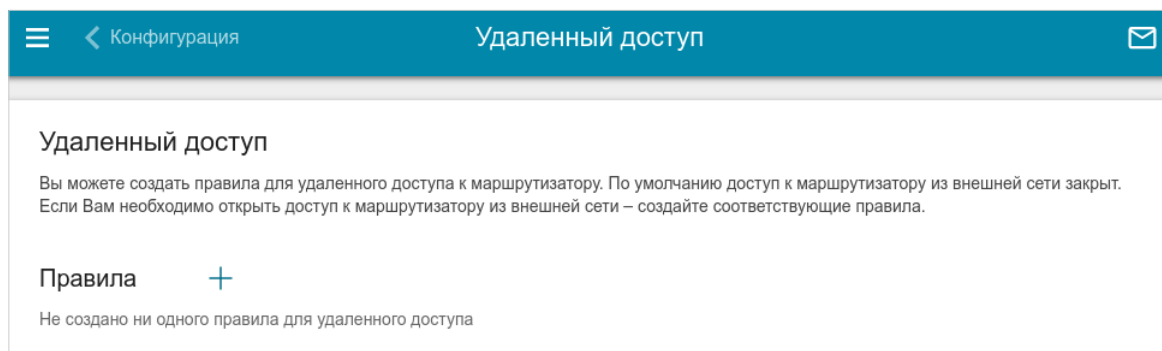 Конфигурация
Удаленный доступ
Удаленный доступ
Вы можете создать правила для удаленного доступа к маршрутизатору. По умолчанию доступ к маршрутизатору из внешней сети закрыт.
Если Вам необходимо открыть доступ к маршрутизатору из внешней сети – создайте соответствующие правила.
Правила
Не создано ни одного правила для удаленного доступа